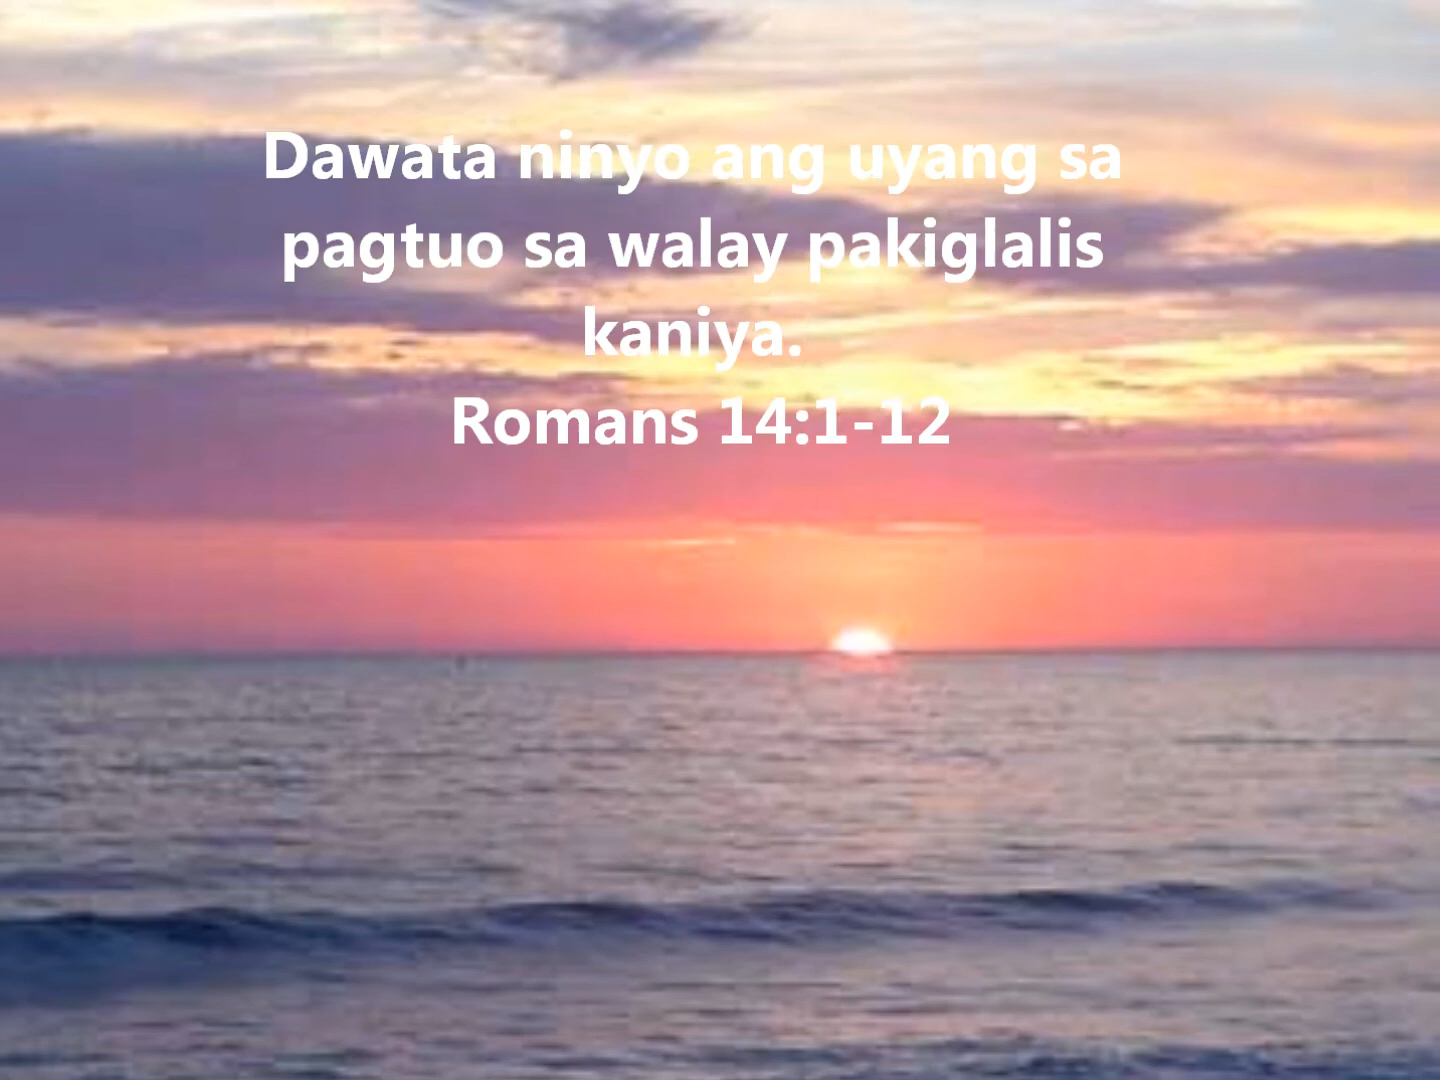 Dawata ninyo ang uyang sa
pagtuo sa walay pakiglalis
kaniya.
Romans 14:1-12